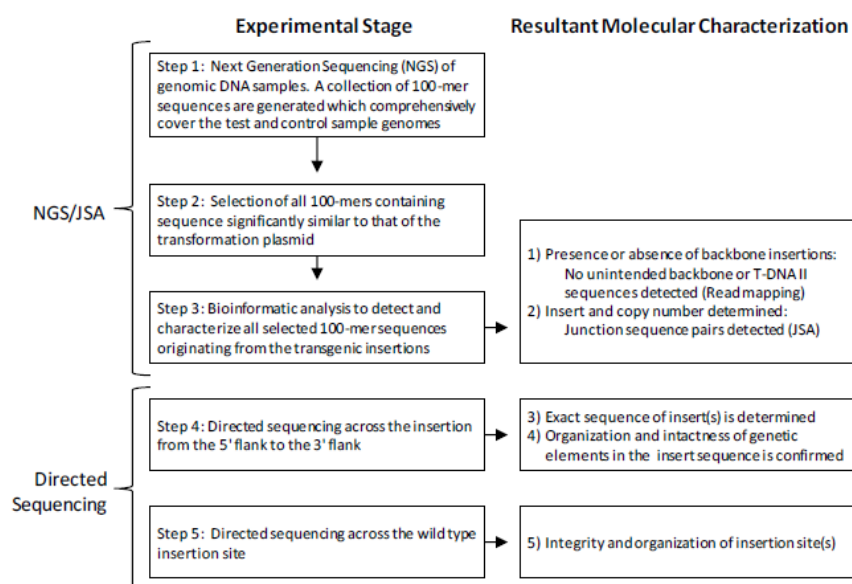 Experimental Stage
Resultant Molecular Characterization
NGS/JSA
Step 1: Next Generation Sequencing (NGS) of
genomic DNA samples. A collection of 100-mer
sequences are generated which comprehensively
cover the test and control sample genomes
Step 2: Selection of all 100-mers containing
sequence significantly similar to that of the
transformation plasmid
Step 3: Bioinformatic analysis to detect and
characterize all selected 100-mer sequences
originating from the transgenic insertions
1) Presence or absence of backbone insertions:
No unintended backbone or T-DNA II
sequences detected (Read mapping)
2) Insert and copy number determined:
Junction sequence pairs detected (JSA)
Directed
Sequencing
Step 4: Directed sequencing across the insertion
from the 5' flank to the 3' flank
3) Exact sequence of insert(s) is determined
4) Organization and intactness of genetic
elements in the insert sequence is confirmed
Step 5: Directed sequencing across the wild type
insertion site
5) Integrity and organization of insertion site(s)